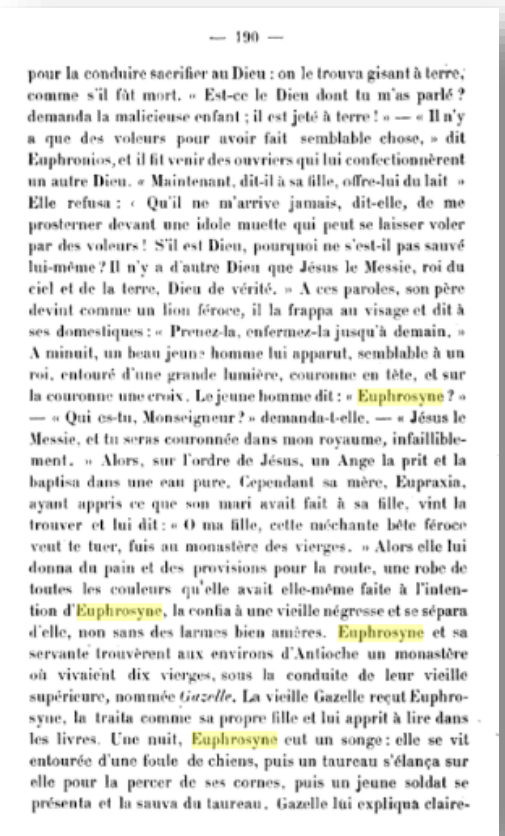 — 190 —
pour la conduire sacrifier au Dieu : on le trouva gisant à terre,
comme s'il fût mort. « Est-ce le Dieu dont tu m'as parlé ?
demanda la malicieuse enfant ; il est jeté à terre ! » — « Il n'y
a que des voleurs pour avoir fait semblable chose, » dit
Euphronios, et il fit venir des ouvriers qui lui confectionnèrent
un autre Dieu. « Maintenant, dit-il à sa fille, offre-lui du lait »
Elle refusa : ‹ Qu'il ne m'arrive jamais, dit-elle, de me
prosterner devant une idole muette qui peut se laisser voler
par des voleurs ! S'il est Dieu, pourquoi ne s'est-il pas sauvé
lui-même ? Il n'y a d'autre Dieu que Jésus le Messie, roi du
ciel et de la terre, Dieu de vérité. » A ces paroles, son père
devint comme un lion féroce, il la frappa au visage et dit à
ses domestiques : « Prenez-la, enfermez-la jusqu'à demain. »
A minuit, un beau jeune homme lui apparut, semblable à un
roi, entouré d'une grande lumière, couronne en tête, et sur
la couronne une croix. Le jeune homme dit : « Euphrosyne ? »
— « Qui es-tu, Monseigneur ? » demanda-t-elle. — « Jésus le
Messie, et tu seras couronnée dans mon royaume, infaillible-
ment. » Alors, sur l'ordre de Jésus, un Ange la prit et la
baptisa dans une eau pure. Cependant sa mère, Eupraxia,
ayant appris ce que son mari avait fait à sa fille, vint la
trouver et lui dit : « O ma fille, cette méchante bête féroce
veut te tuer, fuis au monastère des vierges. » Alors elle lui
donna du pain et des provisions pour la route, une robe de
toutes les couleurs qu'elle avait elle-même faite à l'inten-
tion d'Euphrosyne, la confia à une vieille négresse et se sépara
d'elle, non sans des larmes bien amères. Euphrosyne et sa
servante trouvèrent aux environs d'Antioche un monastère
où vivaient dix vierges, sous la conduite de leur vieille
supérieure, nommée Gazelle. La vieille Gazelle reçut Euphro-
syne, la traita comme sa propre fille et lui apprit à lire dans
les livres. Une nuit, Euphrosyne eut un songe : elle se vit
entourée d'une foule de chiens, puis un taureau s'élança sur
elle pour la percer de ses cornes, puis un jeune soldat se
présenta et la sauva du taureau. Gazelle lui expliqua claire-